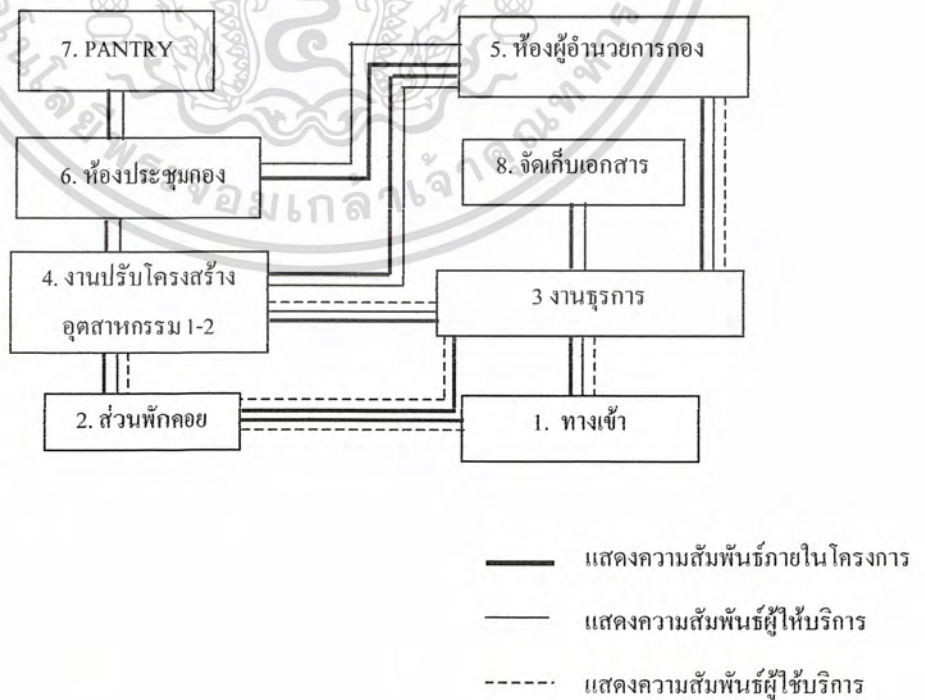 7. PANTRY
5. ห้องผู้อำนวยการกอง
6. ห้องประชุมกอง
8. จัดเก็บเอกสาร
4. งานปรับโครงสร้าง
อุตสาหกรรม 1-2
3 งานธุรการ
2. ส่วนพักคอย
1. ทางเข้า
แสดงความสัมพันธ์ภายในโครงการ
แสดงความสัมพันธ์ผู้ให้บริการ
แสดงความสัมพันธ์ผู้ใช้บริการ